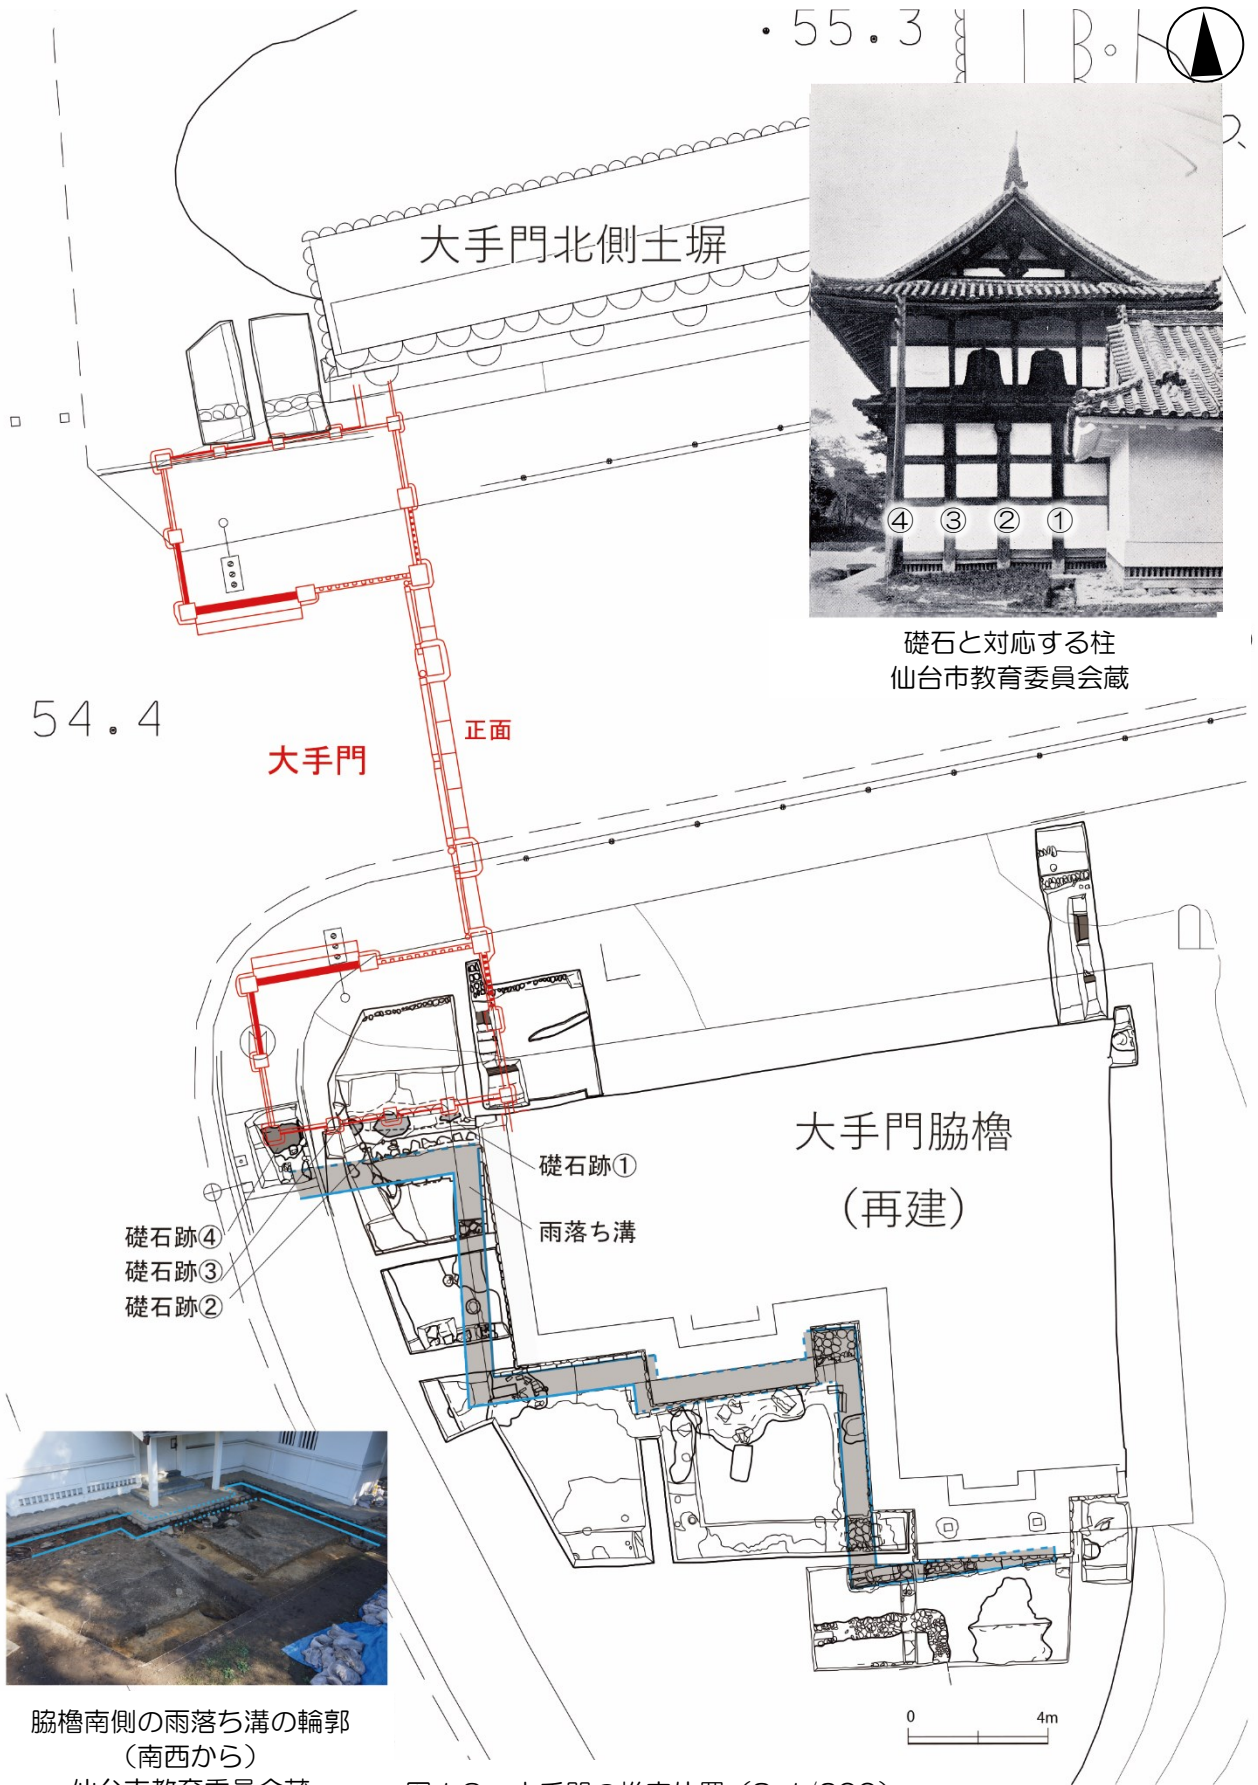 55.3
大手門北側土塀
④ ③ ② ①
礎石と対応する柱
仙台市教育委員会蔵
54.4
正面
大手門
大手門脇櫓
(再建)
礎石跡①
雨落ち溝
礎石跡④
礎石跡③
礎石跡②
0 4m
脇櫓南側の雨落ち溝の輪郭
(南西から)